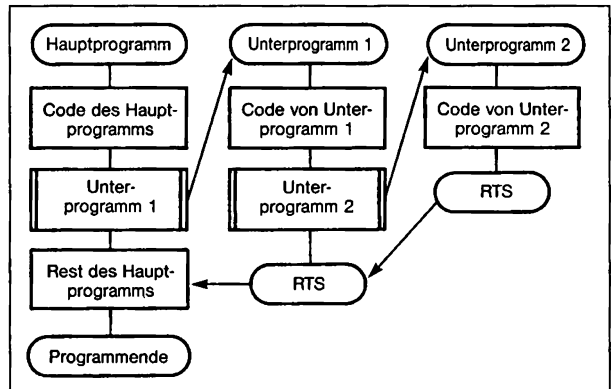 Hauptprogramm
Code des Haupt-
programms
Unter-
programm 1
Rest des Haupt-
programms
Programmende
Unterprogramm 1
Code von Unter-
programm 1
Unter-
programm 2
RTS
Unterprogramm 2
Code von Unter-
programm 2
RTS